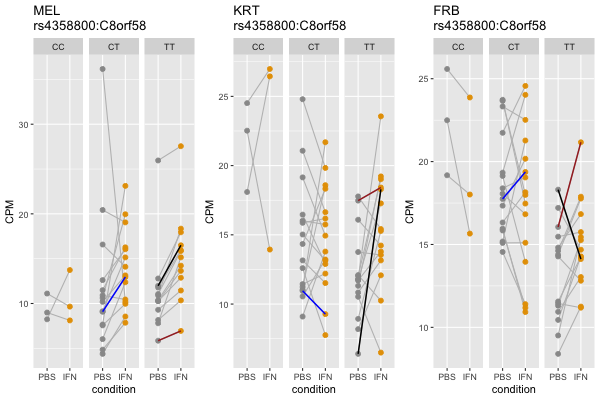 MEL
rs4358800:C8orf58
CC CT TT
CPM
30
20
10
PBS IFN PBS IFN PBS IFN
condition
KRT
rs4358800:C8orf58
CC CT TT
CPM
25
20
15
10
PBS IFN PBS IFN PBS IFN
condition
FRB
rs4358800:C8orf58
CC CT TT
CPM
25
20
15
10
PBS IFN PBS IFN PBS IFN
condition